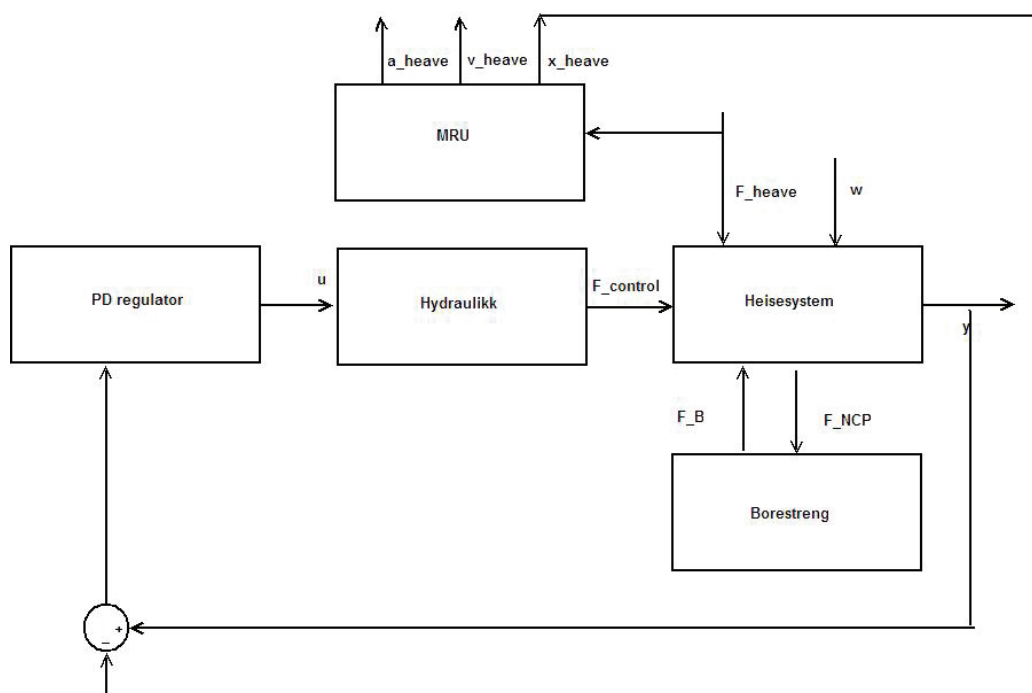 a_heave
v_heave
x_heave
MRU
F_heave
w
PD regulator
u
Hydraulikk
F_control
Heisesystem
y
F_B
F_NCP
Borestreng
+
–